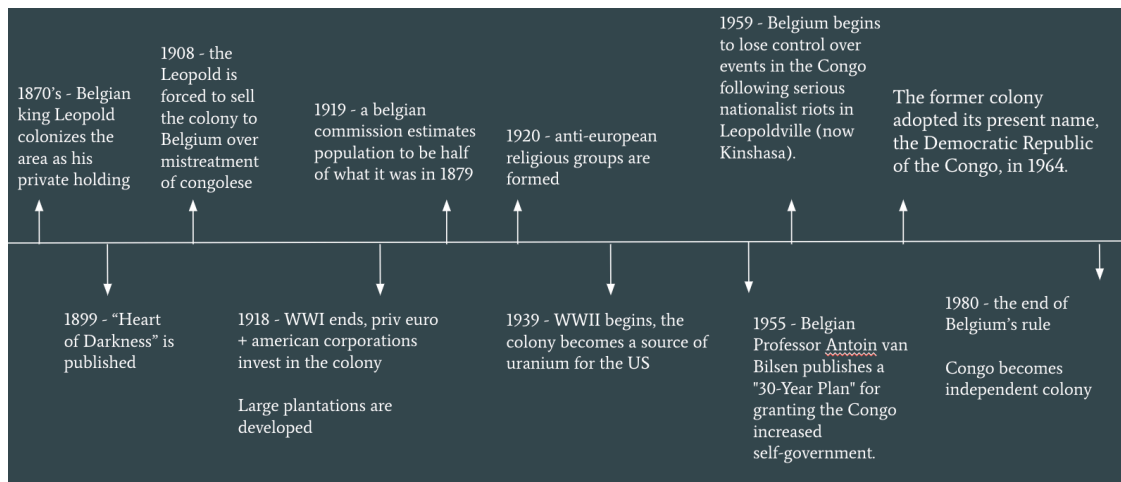 1870's - Belgian
king Leopold
colonizes the
area as his
private holding
1908 - the
Leopold is
forced to sell
the colony to
Belgium over
mistreatment
of congolese
1919 - a belgian
commission estimates
population to be half
of what it was in 1879
1920 - anti-european
religious groups are
formed
1959 - Belgium begins
to lose control over
events in the Congo
following serious
nationalist riots in
Leopoldville (now
Kinshasa).
The former colony
adopted its present name,
the Democratic Republic
of the Congo, in 1964.
1899 - “Heart
of Darkness” is
published
1918 - WWI ends, priv euro
+ american corporations
invest in the colony
Large plantations are
developed
1939 - WWII begins, the
colony becomes a source of
uranium for the US
1955 - Belgian
Professor Antoin van
Bilsen publishes a
"30-Year Plan" for
granting the Congo
increased
self-government.
1980 - the end of
Belgium's rule
Congo becomes
independent colony